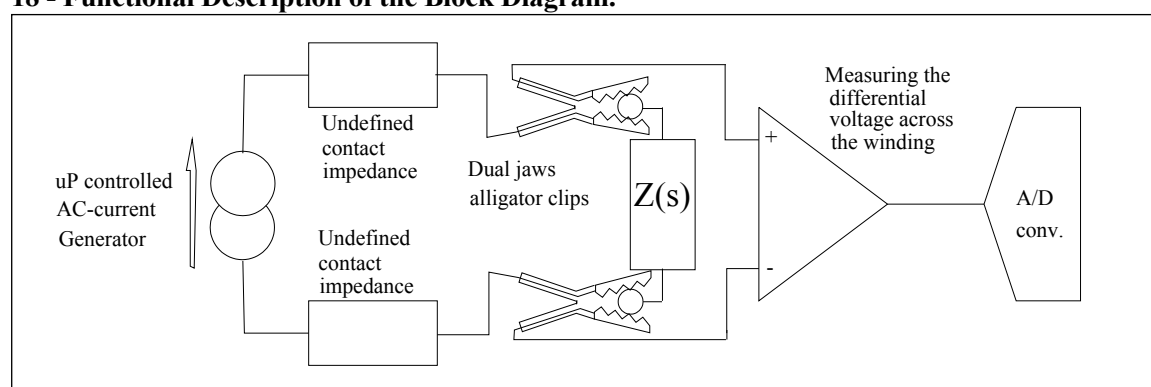 18 - Functional Description of the Block Diagram:
Undefined
contact
impedance
Dual jaws
alligator clips
Measuring the
differential
voltage across
the winding
uP controlled
AC-current
Generator
Z(s)
+
-
A/D
conv.
Undefined
contact
impedance